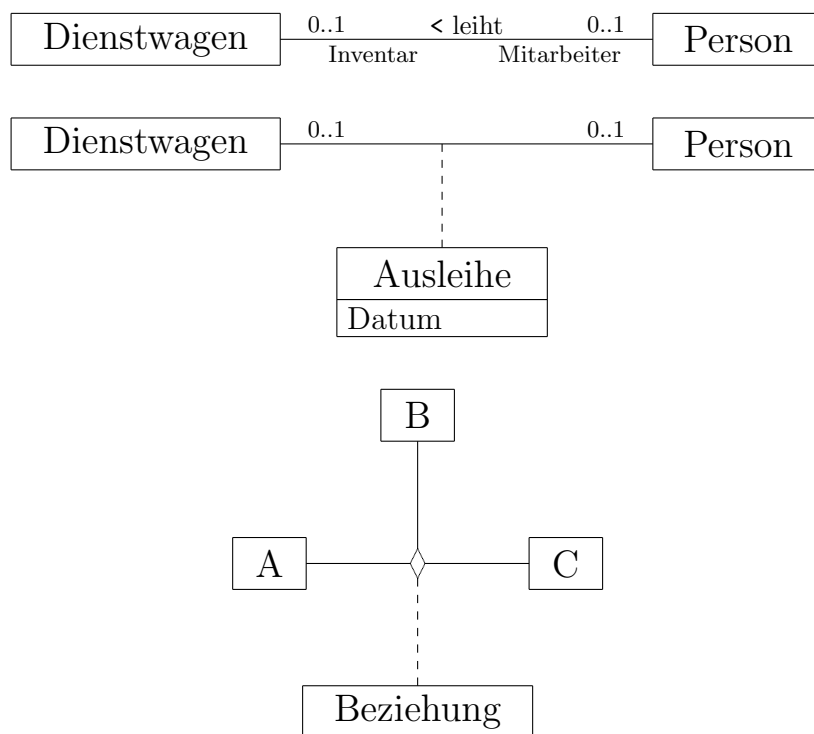 Dienstwagen 0..1 < leiht 0..1 Person
Inventar Mitarbeiter
Dienstwagen 0..1 0..1 Person
Ausleihe
Datum
B
A C
Beziehung